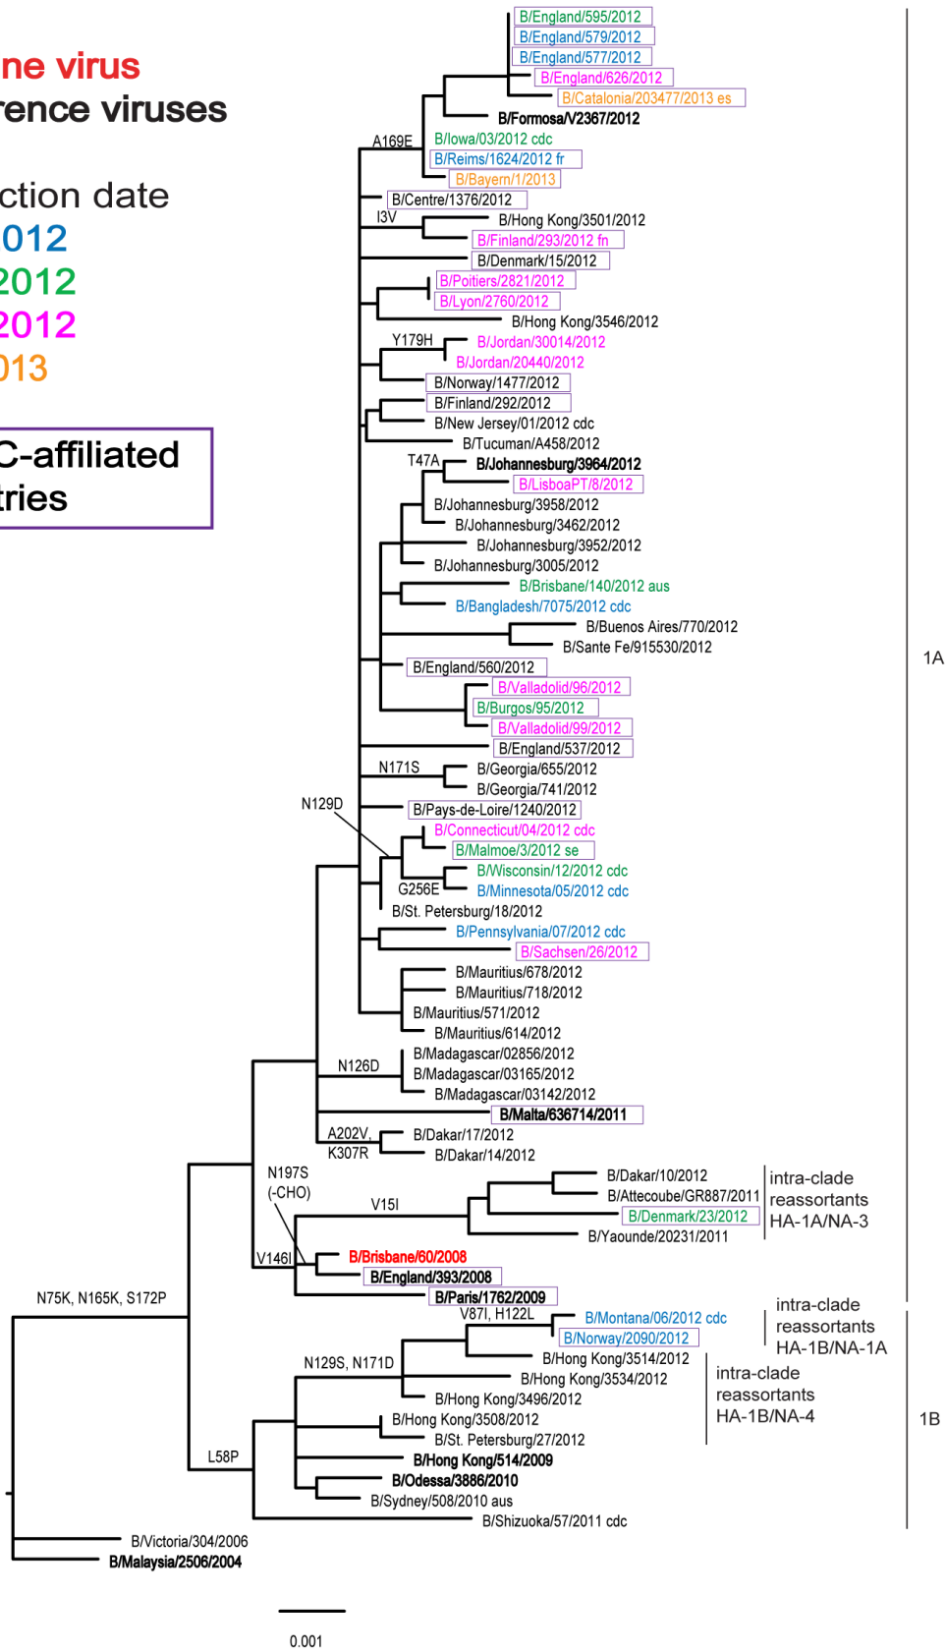 ne virus
rence viruses
ction date
012
2012
2012
013
C-affiliated
tries
B/England/595/2012
B/England/579/2012
B/England/577/2012
B/England/626/2012
B/Catalonia/203477/2013 es
B/Formosa/V2367/2012
A169E
B/Iowa/03/2012 cdc
B/Reims/1624/2012 fr
B/Bayern/1/2013
B/Centre/1376/2012
I3V
B/Hong Kong/3501/2012
B/Finland/293/2012 fn
B/Denmark/15/2012
B/Poitiers/2821/2012
B/Lyon/2760/2012
B/Hong Kong/3546/2012
Y179H
B/Jordan/30014/2012
B/Jordan/20440/2012
B/Norway/1477/2012
B/Finland/292/2012
B/New Jersey/01/2012 cdc
B/Tucuman/A458/2012
T47A
B/Johannesburg/3964/2012
B/LisboaPT/8/2012
B/Johannesburg/3958/2012
B/Johannesburg/3462/2012
B/Johannesburg/3952/2012
B/Johannesburg/3005/2012
B/Brisbane/140/2012 aus
B/Bangladesh/7075/2012 cdc
B/Buenos Aires/770/2012
B/Sante Fe/915530/2012
1A
B/England/560/2012
B/Valladolid/96/2012
B/Burgos/95/2012
B/Valladolid/99/2012
B/England/537/2012
N171S
B/Georgia/655/2012
B/Georgia/741/2012
N129D
B/Pays-de-Loire/1240/2012
B/Connecticut/04/2012 cdc
B/Malmoe/3/2012 se
B/Wisconsin/12/2012 cdc
G256E
B/Minnesota/05/2012 cdc
B/St. Petersburg/18/2012
B/Pennsylvania/07/2012 cdc
B/Sachsen/26/2012
B/Mauritius/678/2012
B/Mauritius/718/2012
B/Mauritius/571/2012
B/Mauritius/614/2012
B/Madagascar/02856/2012
N126D
B/Madagascar/03165/2012
B/Madagascar/03142/2012
B/Malta/636714/2011
A202V,
K307R
B/Dakar/17/2012
B/Dakar/14/2012
N197S
(-CHO)
V15I
B/Dakar/10/2012
B/Attecoube/GR887/2011
B/Denmark/23/2012
B/Yaounde/20231/2011
intra-clade
reassortants
HA-1A/NA-3
V146I
B/Brisbane/60/2008
B/England/393/2008
B/Paris/1762/2009
N75K, N165K, S172P
V87I, H122L
B/Montana/06/2012 cdc
B/Norway/2090/2012
intra-clade
reassortants
HA-1B/NA-1A
N129S, N171D
B/Hong Kong/3514/2012
B/Hong Kong/3534/2012
B/Hong Kong/3496/2012
B/Hong Kong/3508/2012
B/St. Petersburg/27/2012
intra-clade
reassortants
HA-1B/NA-4
1B
L58P
B/Hong Kong/514/2009
B/Odessa/3886/2010
B/Sydney/508/2010 aus
B/Shizuoka/57/2011 cdc
B/Victoria/304/2006
B/Malaysia/2506/2004
0.001